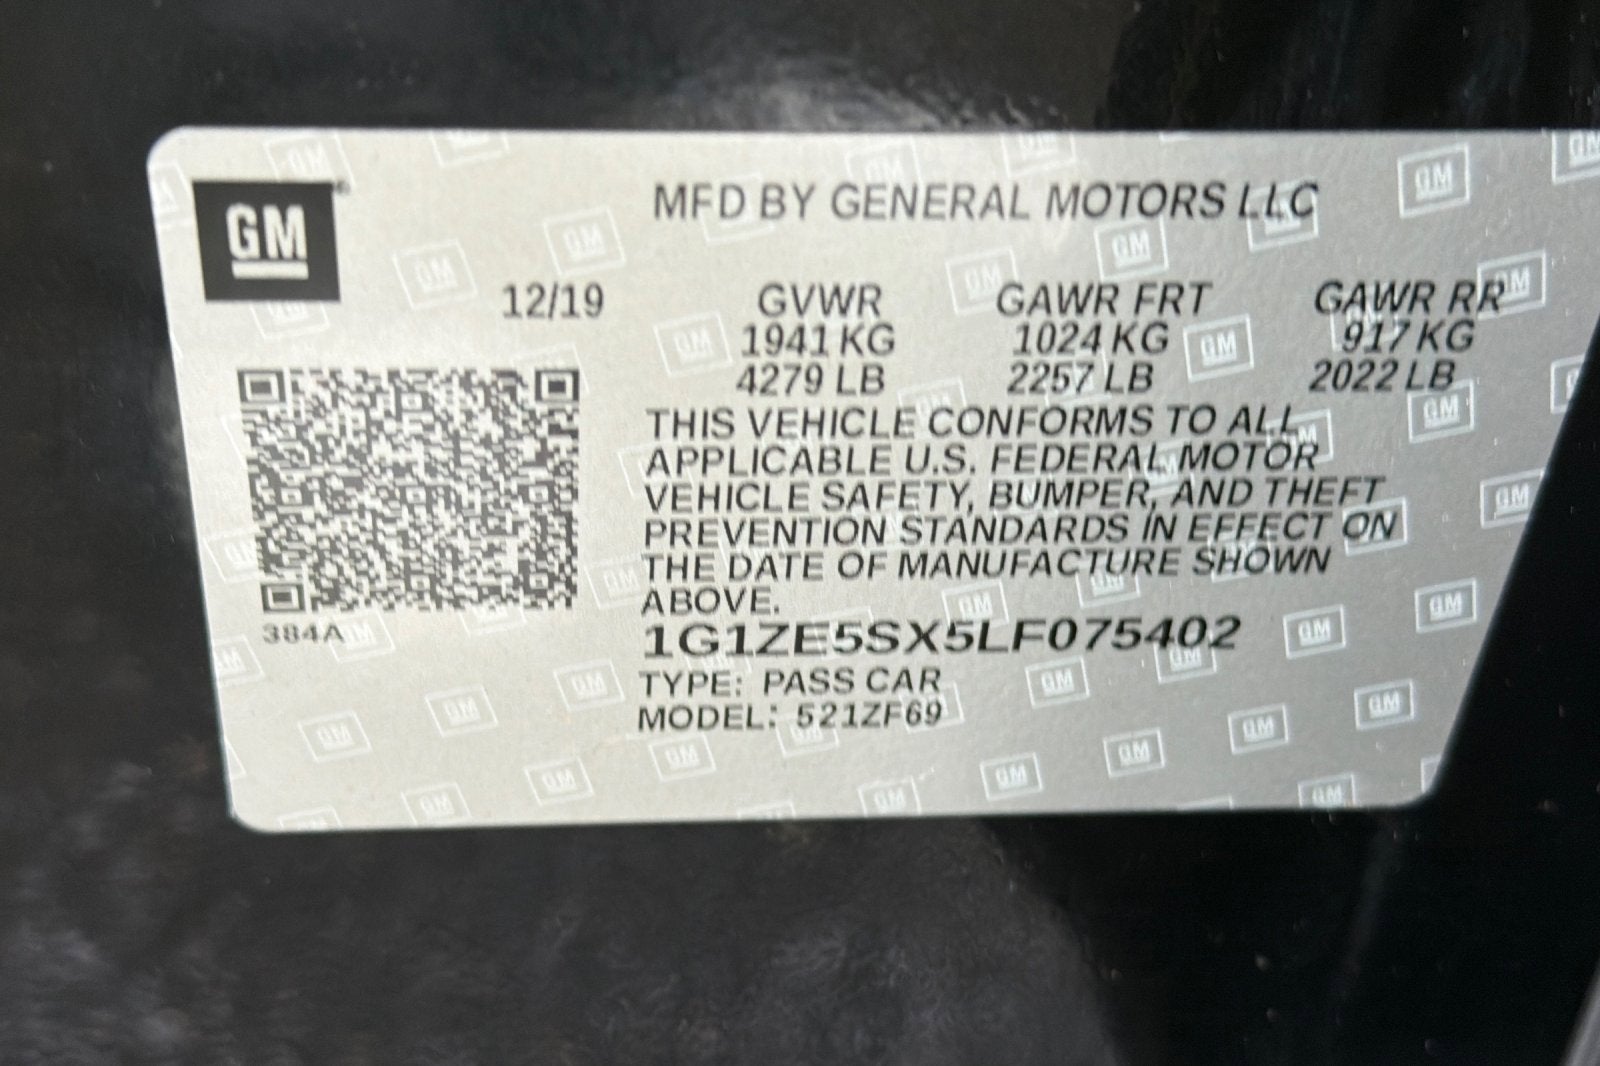 GM
MFD BY GENERAL MOTORS LLC
12/19
GVWR GAWR FRT GAWR RR
1941 KG 1024 KG 917 KG
4279 LB 2257 LB 2022 LB
THIS VEHICLE CONFORMS TO ALL
APPLICABLE U.S. FEDERAL MOTOR
VEHICLE SAFETY, BUMPER, AND THEFT
PREVENTION STANDARDS IN EFFECT ON
THE DATE OF MANUFACTURE SHOWN
ABOVE.
384A
1G1ZE5SX5LF075402
TYPE: PASS CAR
MODEL: 521ZF69